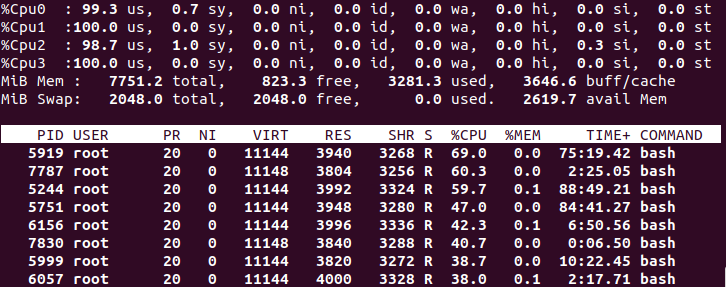 %Cpu0  : 99.3 us,  0.7 sy,  0.0 ni,  0.0 id,  0.0 wa,  0.0 hi,  0.0 si,  0.0 st
%Cpu1  :100.0 us,  0.0 sy,  0.0 ni,  0.0 id,  0.0 wa,  0.0 hi,  0.0 si,  0.0 st
%Cpu2  : 98.7 us,  1.0 sy,  0.0 ni,  0.0 id,  0.0 wa,  0.0 hi,  0.3 si,  0.0 st
%Cpu3  :100.0 us,  0.0 sy,  0.0 ni,  0.0 id,  0.0 wa,  0.0 hi,  0.0 si,  0.0 st
MiB Mem :   7751.2 total,    823.3 free,   3281.3 used,   3646.6 buff/cache
MiB Swap:   2048.0 total,   2048.0 free,      0.0 used.   2619.7 avail Mem
PID USER      PR  NI    VIRT    RES    SHR S  %CPU  %MEM     TIME+ COMMAND
5919 root      20   0   11144   3940   3268 R  69.0   0.0  75:19.42 bash
7787 root      20   0   11148   3804   3256 R  60.3   0.0   2:25.05 bash
5244 root      20   0   11144   3992   3324 R  59.7   0.1  88:49.21 bash
5751 root      20   0   11144   3948   3280 R  47.0   0.0  84:41.27 bash
6156 root      20   0   11144   3996   3336 R  42.3   0.1   6:50.56 bash
7830 root      20   0   11148   3840   3288 R  40.7   0.0   0:06.50 bash
5999 root      20   0   11144   3820   3272 R  38.7   0.0  10:22.45 bash
6057 root      20   0   11144   4000   3328 R  38.0   0.1   2:17.71 bash